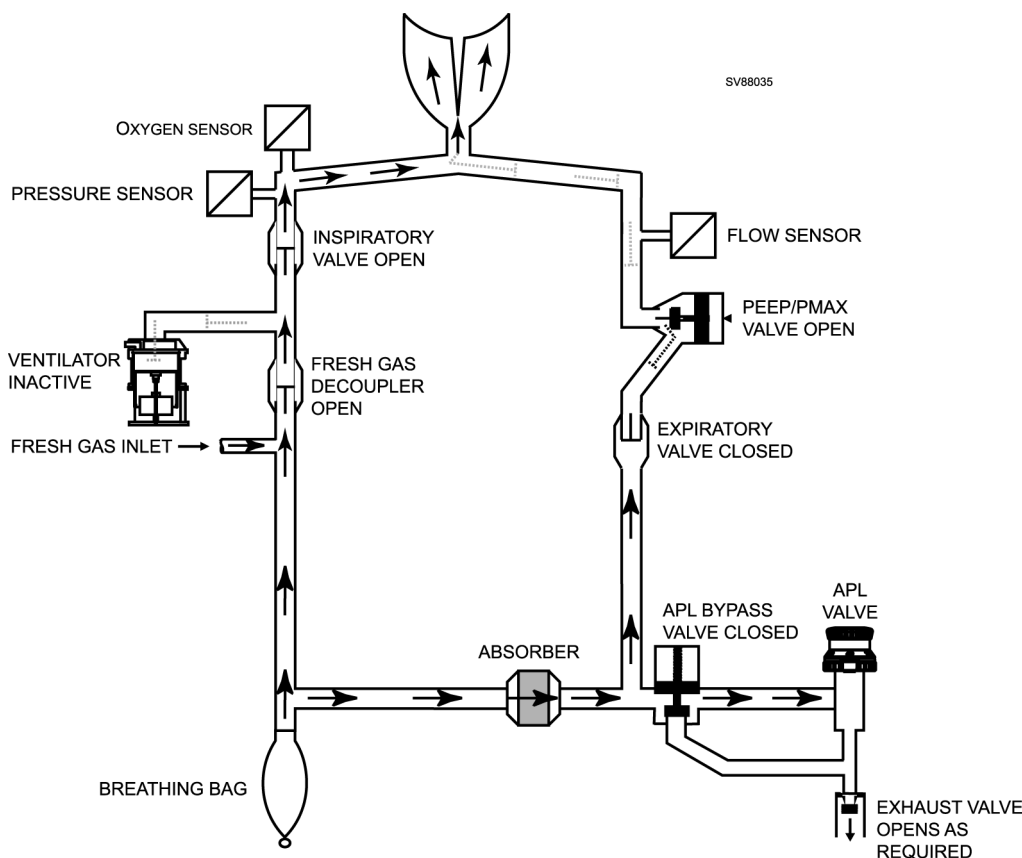 SV88035
OXYGEN SENSOR
PRESSURE SENSOR
INSPIRATORY
VALVE OPEN
FLOW SENSOR
PEEP/PMAX
VALVE OPEN
VENTILATOR
INACTIVE
FRESH GAS
DECOUPLER
OPEN
FRESH GAS INLET
EXPIRATORY
VALVE CLOSED
APL BYPASS
VALVE CLOSED
APL
VALVE
ABSORBER
BREATHING BAG
EXHAUST VALVE
OPENS AS
REQUIRED